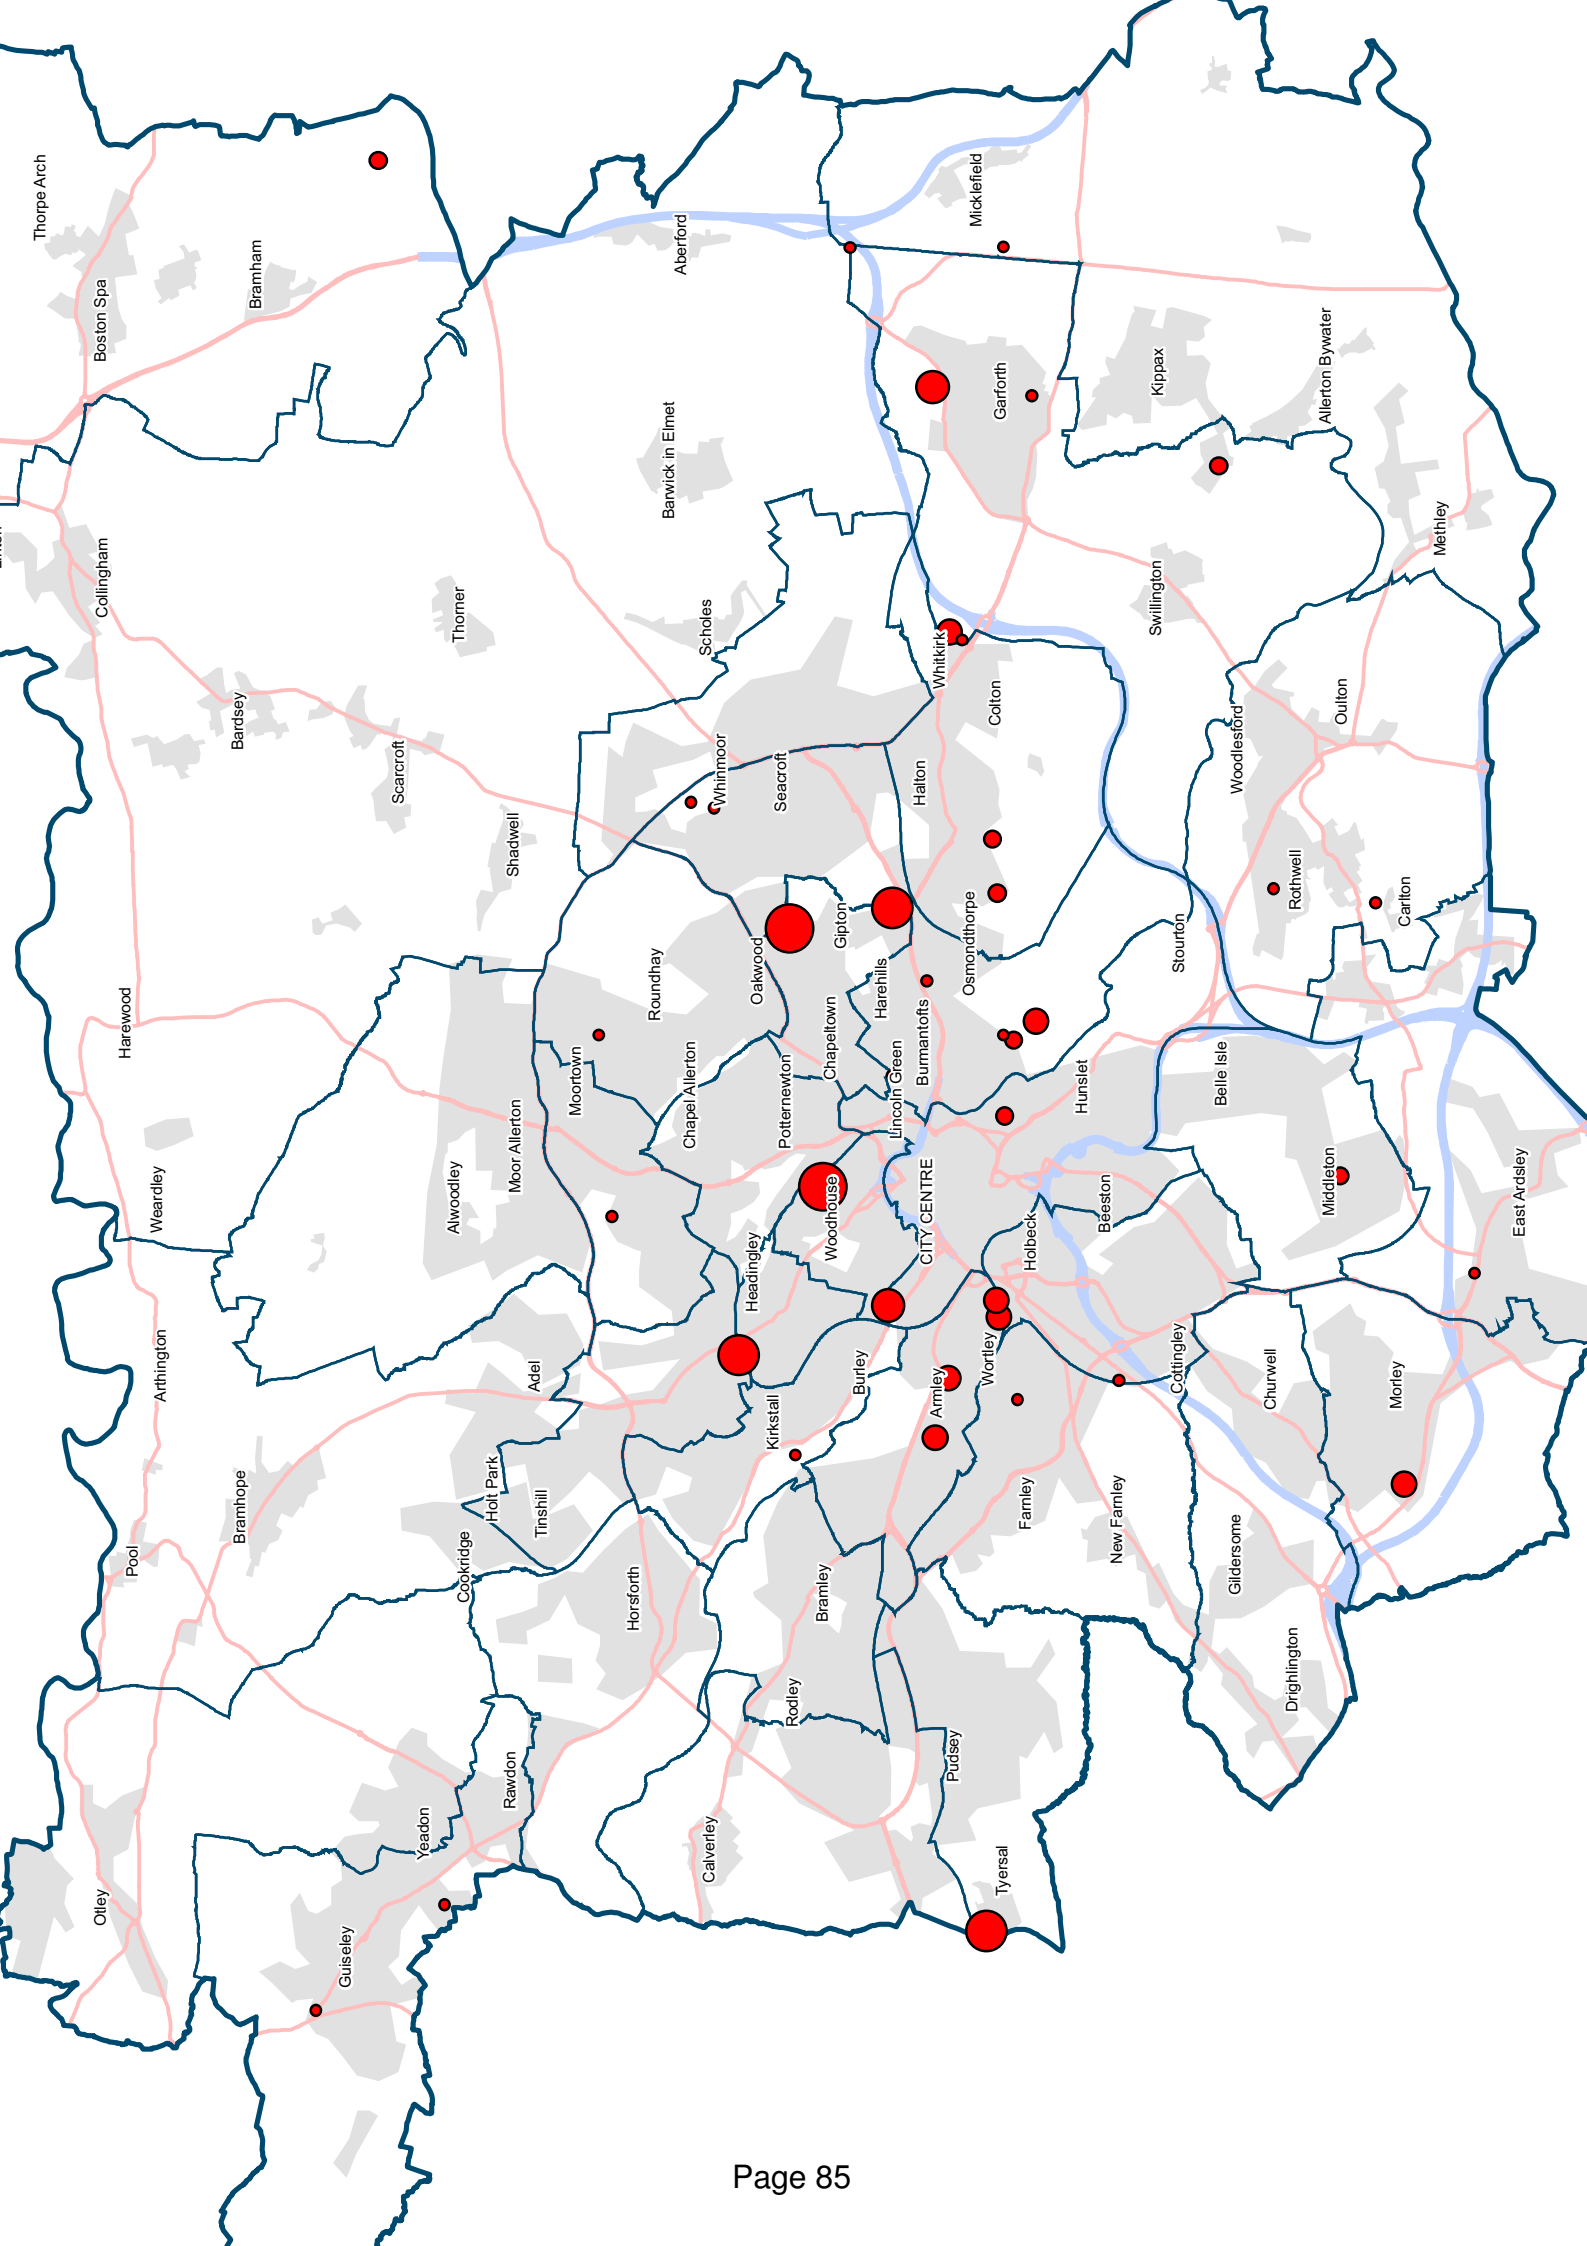 Thorpe Arch
Boston Spa
Bramham
Aberford
Micklefield
Garforth
Kippax
Allerton Bywater
Barwick in Elmet
Methley
Collingham
Thorner
Scholes
Swillington
Whitkirk
Colton
Oulton
Woodlesford
Bardsey
Scarcroft
Shadwell
Whinmoor
Seacroft
Halton
Rothwell
Carlton
Harewood
Roundhay
Oakwood
Gipton
Osmondthorpe
Stourton
Harehills
Chapeltown
Burmantofts
Lincoln Green
Moortown
Chapel Allerton
Potternewton
Hunslet
Belle Isle
Weardley
Alwoodley
Moor Allerton
Woodhouse
CITY CENTRE
Headingley
Holbeck
Beeston
Middleton
East Ardsley
Arthington
Adel
Kirkstall
Burley
Armley
Wortley
Cottingley
Churwell
Morley
Pool
Bramhope
Holt Park
Tinshill
Cookridge
Horsforth
Bramley
Farnley
New Farnley
Gildersome
Drighlington
Rodley
Pudsey
Rawdon
Yeadon
Calverley
Tyersal
Otley
Guiseley
Page 85